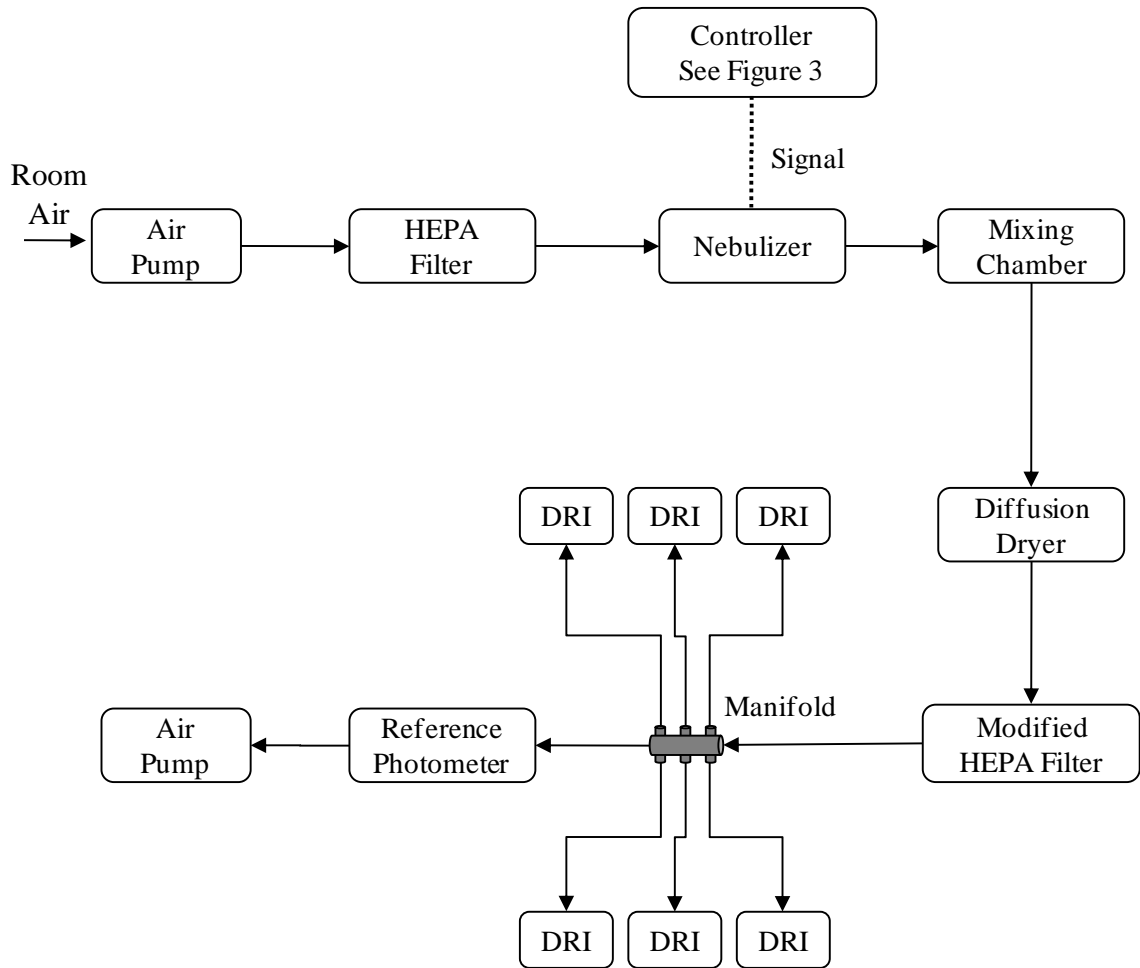 Controller
See Figure 3
Signal
Room
Air
Air
Pump
HEPA
Filter
Nebulizer
Mixing
Chamber
DRI
DRI
DRI
Diffusion
Dryer
Manifold
Air
Pump
Reference
Photometer
Modified
HEPA Filter
DRI
DRI
DRI